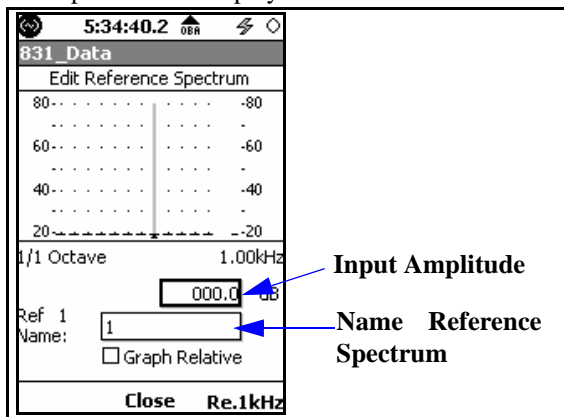 5:34:40.2 OBA
831_Data
Edit Reference Spectrum
80 -80
60 -60
40 -40
20 -20
1/1 Octave 1.00kHz
000.0 dB
Input Amplitude
Ref 1
Name: 1
Name Reference
Spectrum
Graph Relative
Close Re.1kHz